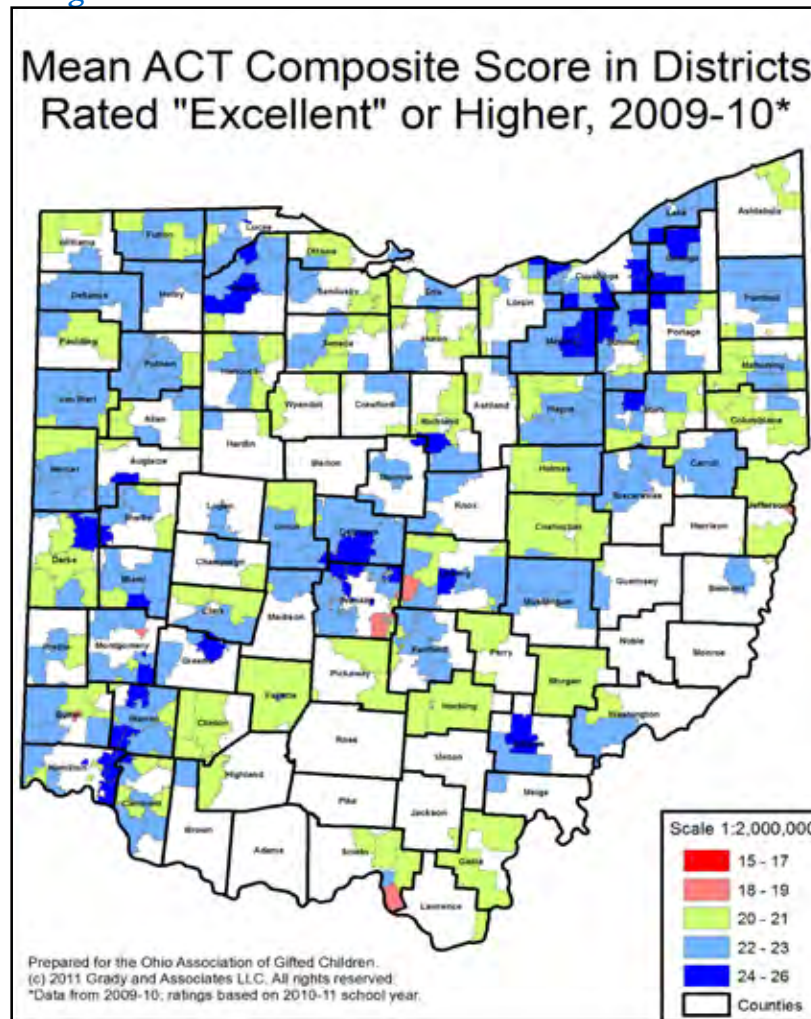 Mean ACT Composite Score in Districts
Rated "Excellent" or Higher, 2009-10*
Lake
Ashtabula
Williams
Fulton
Lucas
Ottawa
Geauga
Cuyahoga
Defiance
Henry
Sandusky
Erie
Lorain
Trumbull
Portage
Summit
Paulding
Seneca
Huron
Medina
Putnam
Hancock
Mahoning
Van Wert
Allen
Wyandot
Crawford
Richland
Ashland
Wayne
Stark
Columbiana
Hardin
Mercer
Auglaize
Marion
Morrow
Holmes
Carroll
Logan
Knox
Tuscarawas
Jefferson
Shelby
Union
Delaware
Coshocton
Harrison
Darke
Champaign
Licking
Miami
Guernsey
Belmont
Clark
Franklin
Muskingum
Madison
Preble
Montgomery
Fairfield
Noble
Monroe
Greene
Perry
Pickaway
Morgan
Fayette
Butler
Warren
Clinton
Hocking
Washington
Ross
Athens
Hamilton
Vinton
Highland
Clermont
Meigs
Pike
Jackson
Brown
Adams
Scioto
Gallia
Lawrence
Scale 1:2,000,000
15 - 17
18 - 19
20 - 21
22 - 23
24 - 26
Counties
Prepared for the Ohio Association of Gifted Children.
(c) 2011 Grady and Associates LLC. All rights reserved.
*Data from 2009-10; ratings based on 2010-11 school year.